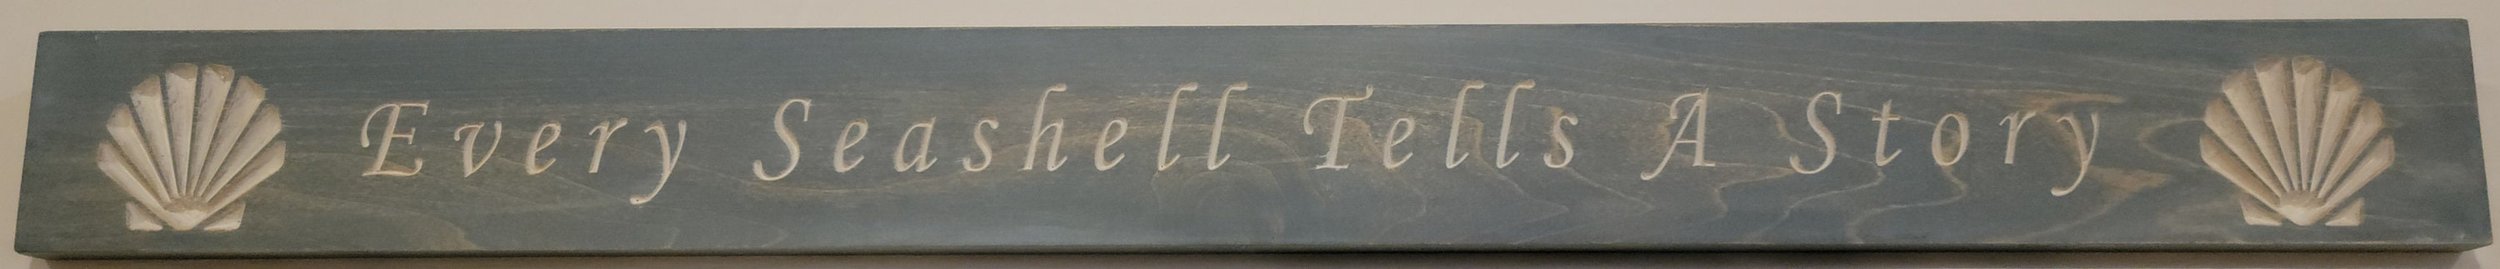 Every Seashell Tells A Story